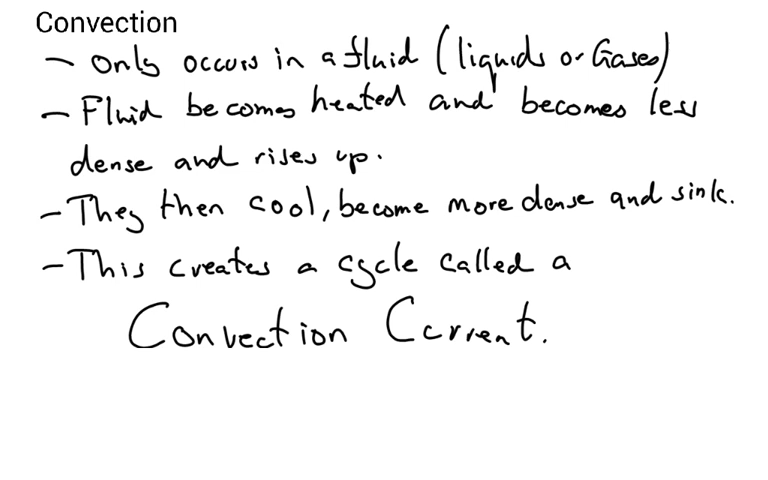 Convection
- Only occurs in a fluid (liquids or Gases)
- Fluid becomes heated and becomes less
dense and rises up.
- They then cool, become more dense and sink.
- This creates a cycle called a
Convection Current.